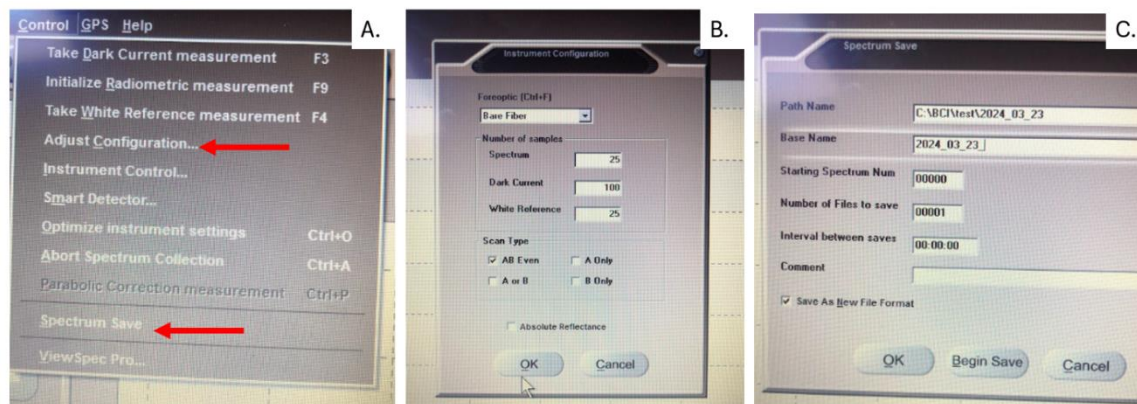 Control GPS Help
A.
Take Dark Current measurement F3
Initialize Radiometric measurement F9
Take White Reference measurement F4
Adjust Configuration...
Instrument Control...
Smart Detector...
Optimize instrument settings Ctrl+O
Abort Spectrum Collection Ctrl+A
Parabolic Correction measurement Ctrl+P
Spectrum Save
ViewSpec Pro...
B.
Instrument Configuration
Foreoptic (Ctrl+F)
Bare Fiber
Number of samples
Spectrum 25
Dark Current 100
White Reference 25
Scan Type
AB Even A Only
A or B B Only
Absolute Reflectance
OK Cancel
C.
Spectrum Save
Path Name C:\BCI\test\2024_03_23
Base Name 2024_03_23_
Starting Spectrum Num 00000
Number of Files to save 00001
Interval between saves 00:00:00
Comment
Save As New File Format
OK Begin Save Cancel